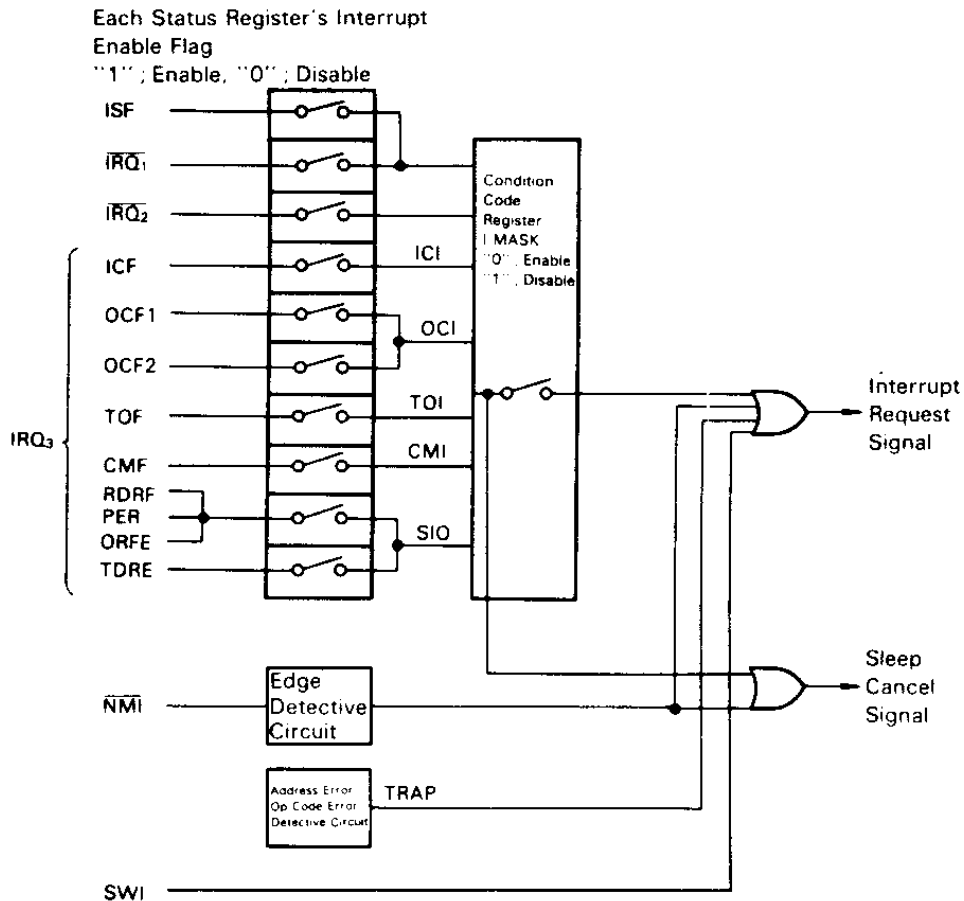 Each Status Register's Interrupt
Enable Flag
"1" ; Enable, "0" ; Disable
ISF
IRQ₁
IRQ₂
ICF
OCF1
OCF2
TOF
CMF
RDRF
PER
ORFE
TDRE
IRQ₃
ICI
OCI
TOI
CMI
SIO
Condition
Code
Register
I MASK
"0" ; Enable
"1" ; Disable
Interrupt
Request
Signal
Sleep
Cancel
Signal
NMI
Edge
Detective
Circuit
Address Error
Op Code Error
Detective Circuit
TRAP
SWI